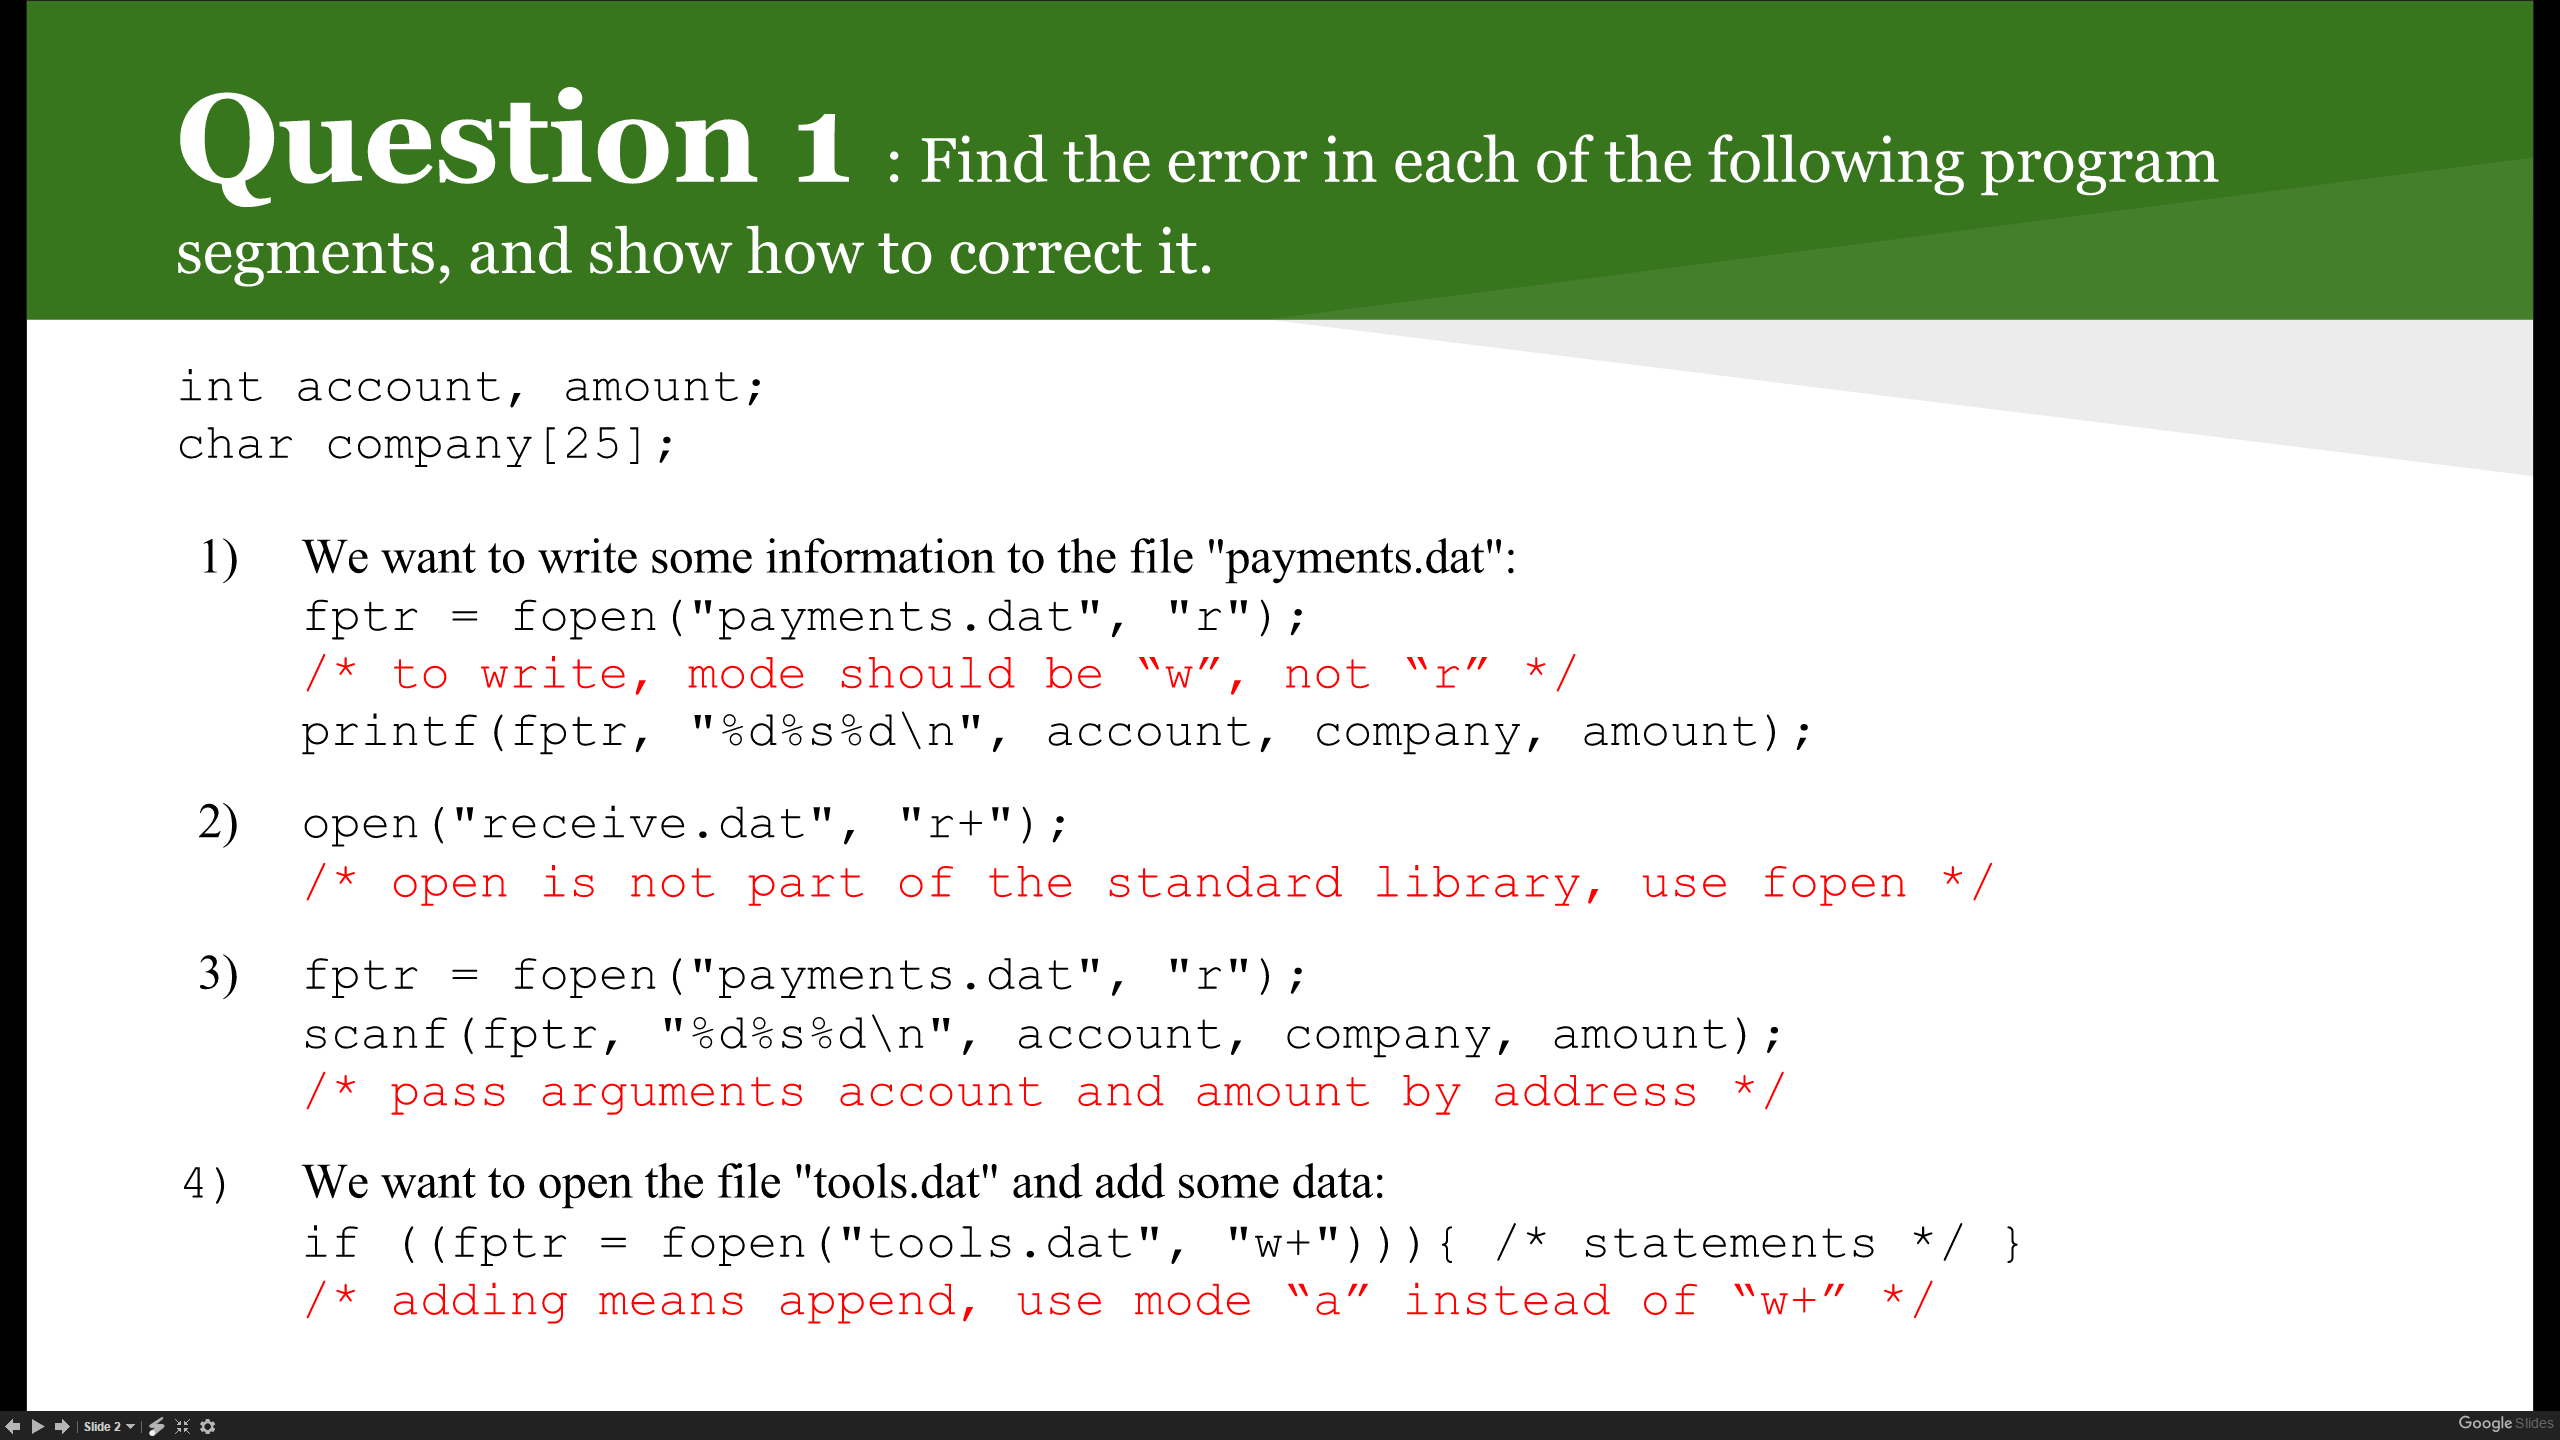 Question 1 : Find the error in each of the following program
segments, and show how to correct it.
int account, amount;
char company[25];
1) We want to write some information to the file "payments.dat":
fptr = fopen("payments.dat", "r");
/* to write, mode should be “w”, not “r” */
printf(fptr, "%d%s%d\n", account, company, amount);
2) open("receive.dat", "r+");
/* open is not part of the standard library, use fopen */
3) fptr = fopen("payments.dat", "r");
scanf(fptr, "%d%s%d\n", account, company, amount);
/* pass arguments account and amount by address */
4) We want to open the file "tools.dat" and add some data:
if ((fptr = fopen("tools.dat", "w+"))){ /* statements */ }
/* adding means append, use mode “a” instead of “w+” */
Slide 2
Google Slides